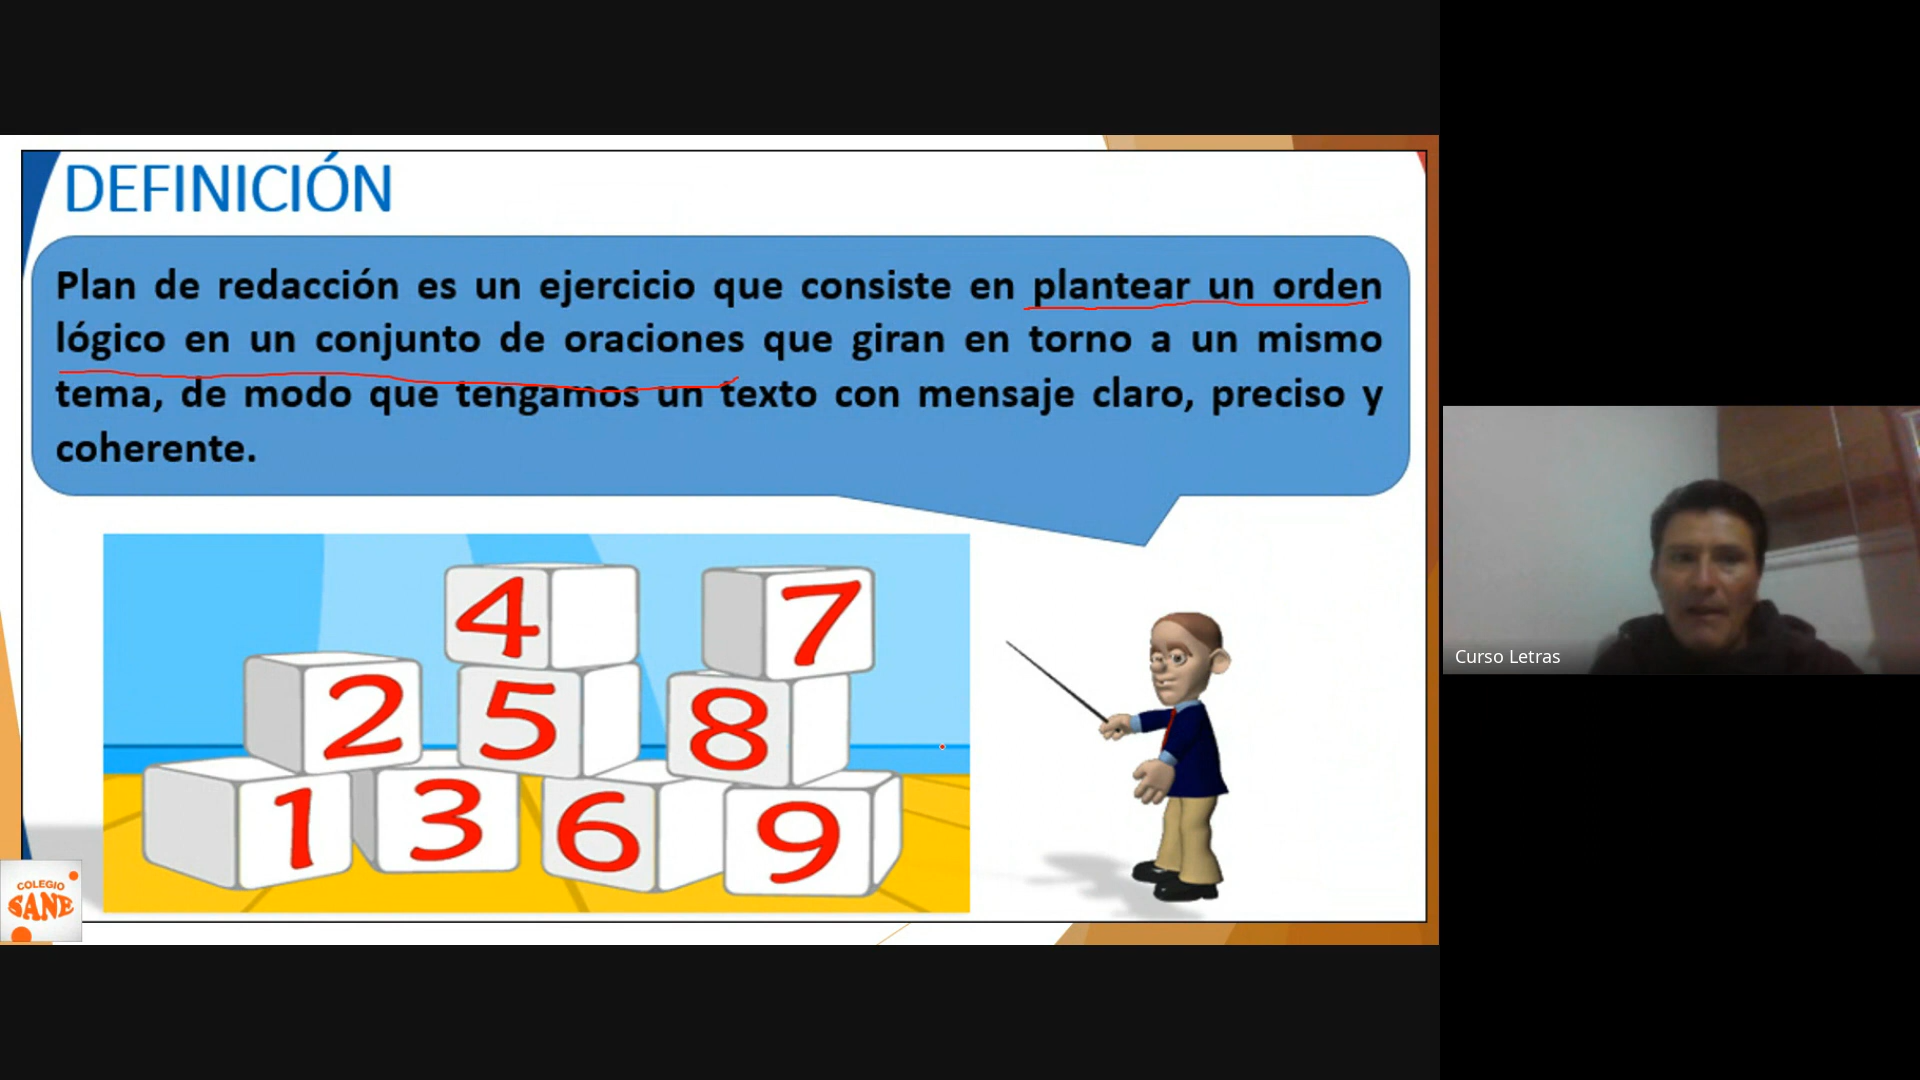 DEFINICIÓN
Plan de redacción es un ejercicio que consiste en plantear un orden
lógico en un conjunto de oraciones que giran en torno a un mismo
tema, de modo que tengamos un texto con mensaje claro, preciso y
coherente.
4 7
2 5 8
1 3 6 9
COLEGIO
SANE
Curso Letras